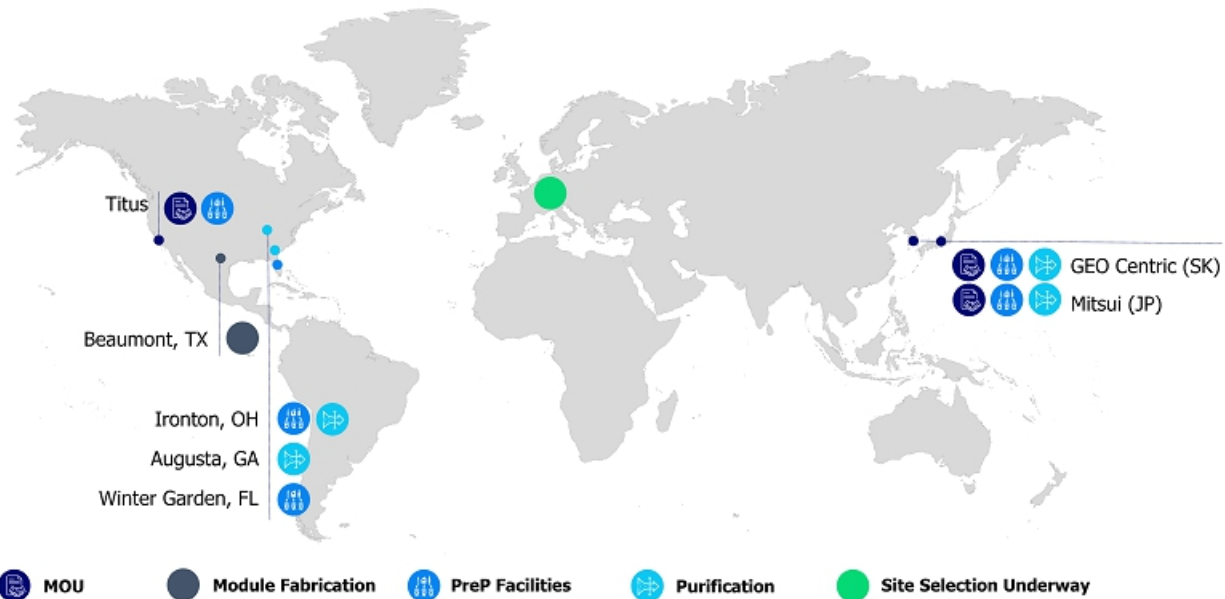 Titus
GEO Centric (SK)
Mitsui (JP)
Beaumont, TX
Ironton, OH
Augusta, GA
Winter Garden, FL
MOU
Module Fabrication
PreP Facilities
Purification
Site Selection Underway